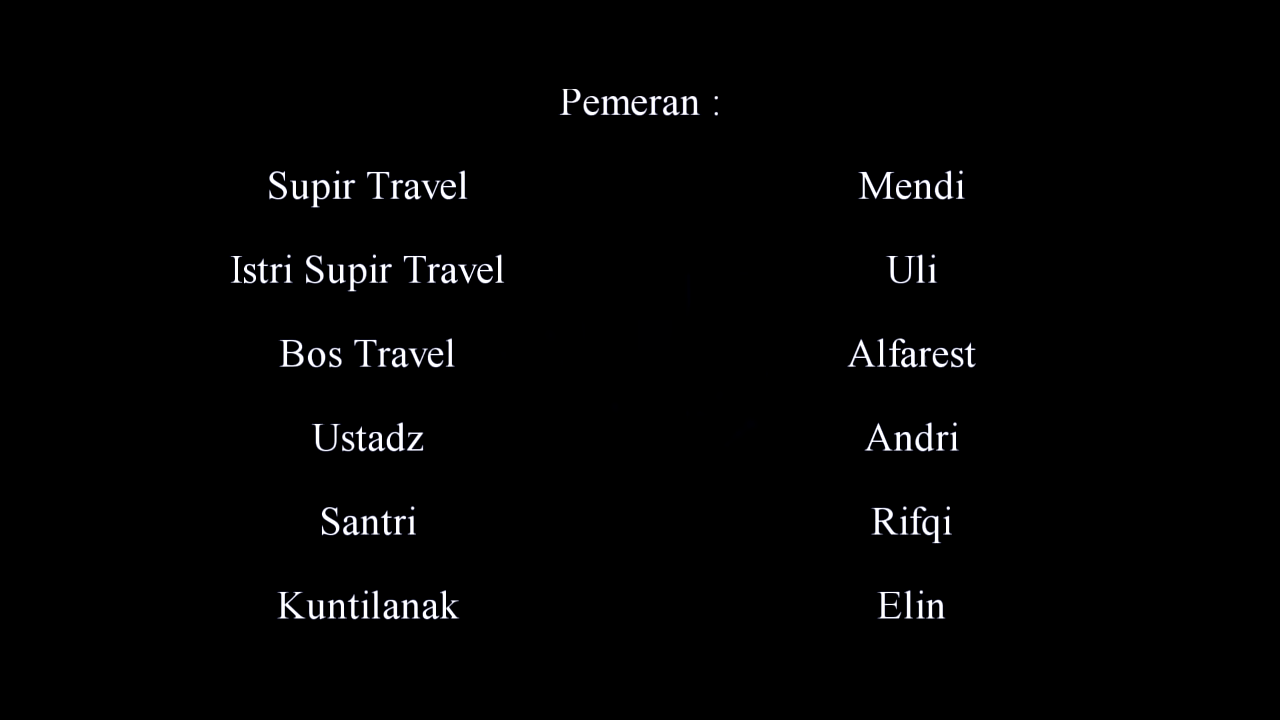 Pemeran :
Supir Travel Mendi
Istri Supir Travel Uli
Bos Travel Alfarest
Ustadz Andri
Santri Rifqi
Kuntilanak Elin